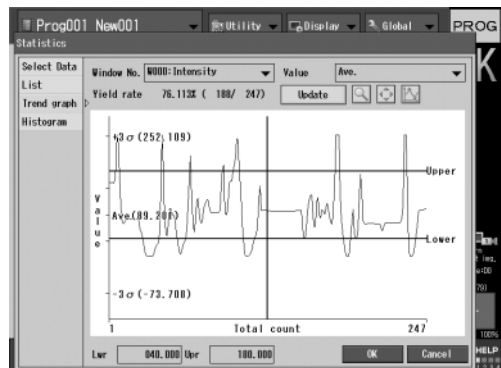 Prog001 New001 Utility Display Global PROG
Statistics
Select Data
List
Trend graph
Histogram
Window No. W000:Intensity Value Ave.
Yield rate 76.113% ( 188/ 247) Update
+3σ(252.109)
Upper
Value
Ave(89.201)
Lower
-3σ(-73.708)
1 Total count 247
Lwr 040.000 Upr 180.000 OK Cancel
100%
HELP